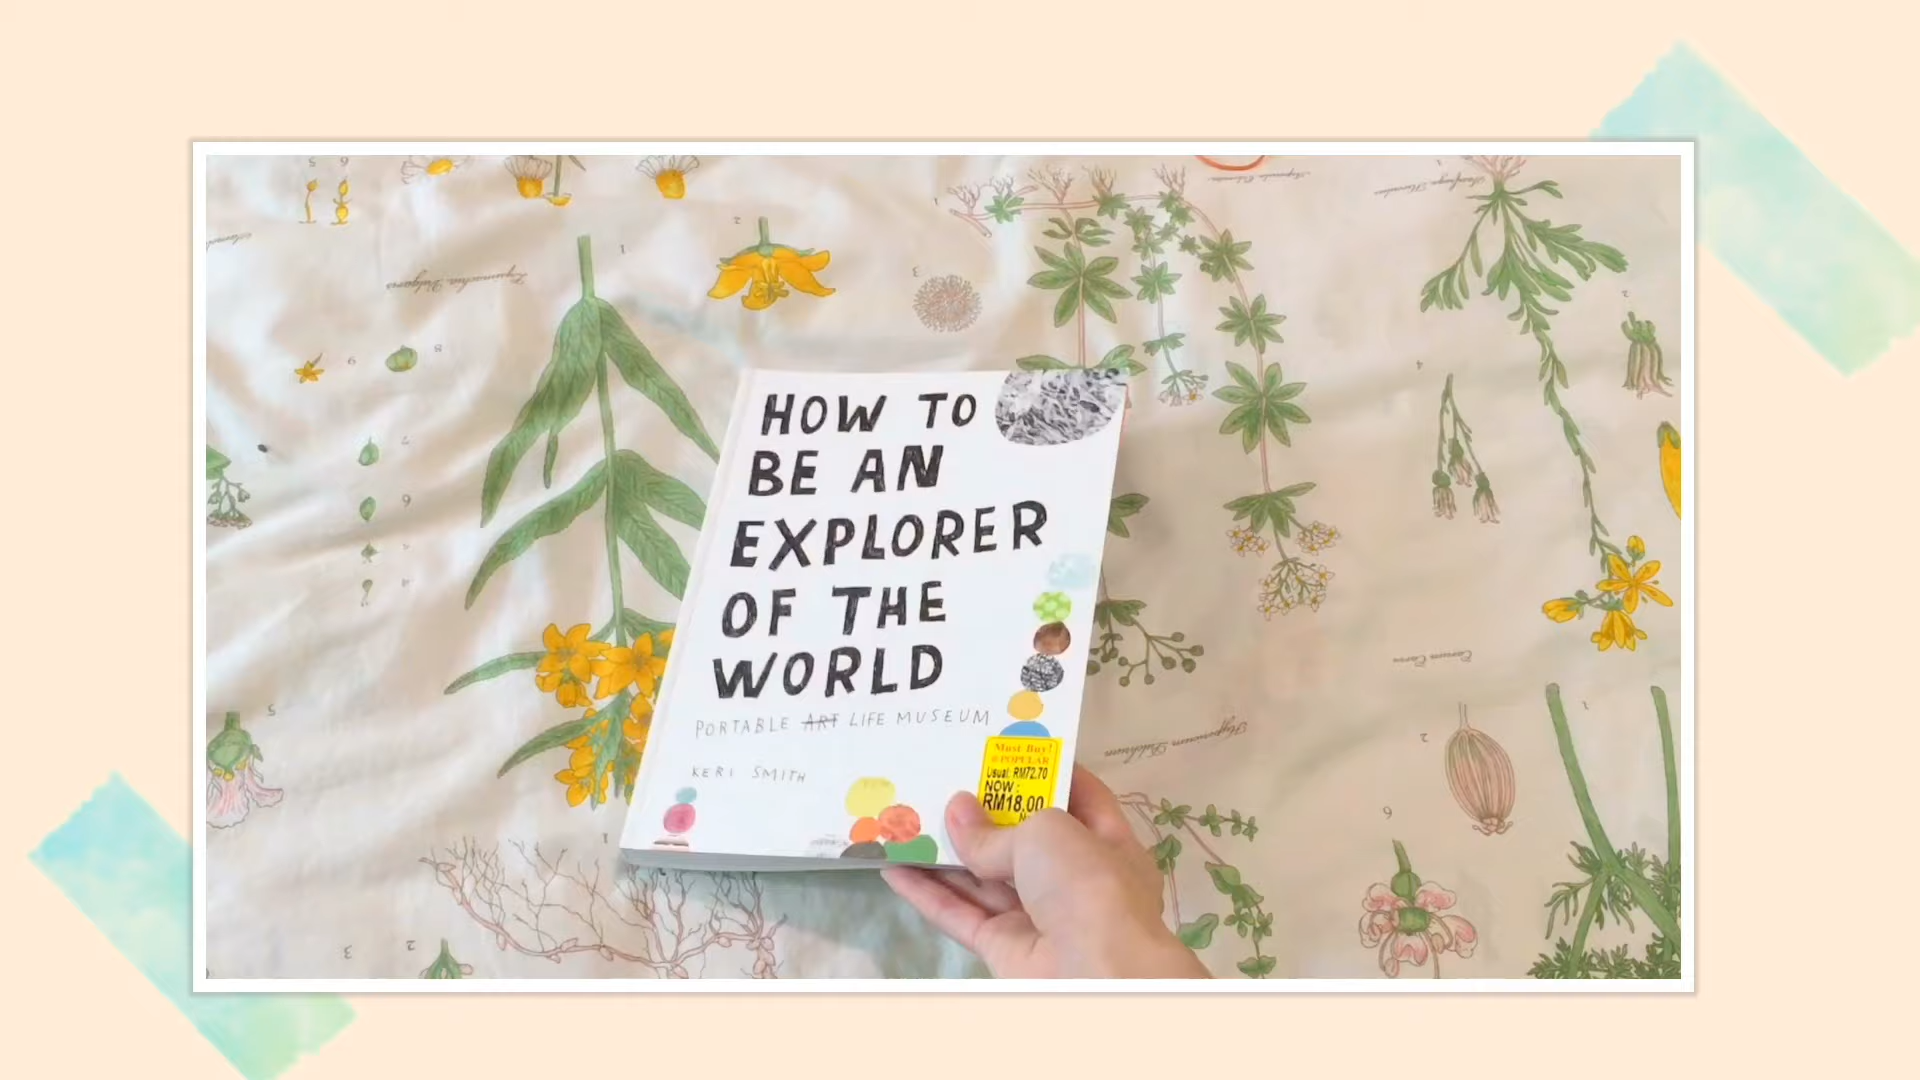 HOW TO
BE AN
EXPLORER
OF THE
WORLD
PORTABLE ART LIFE MUSEUM
KERI SMITH
Must Buy!
@POPULAR
Usual: RM72.70
NOW :
RM18.00